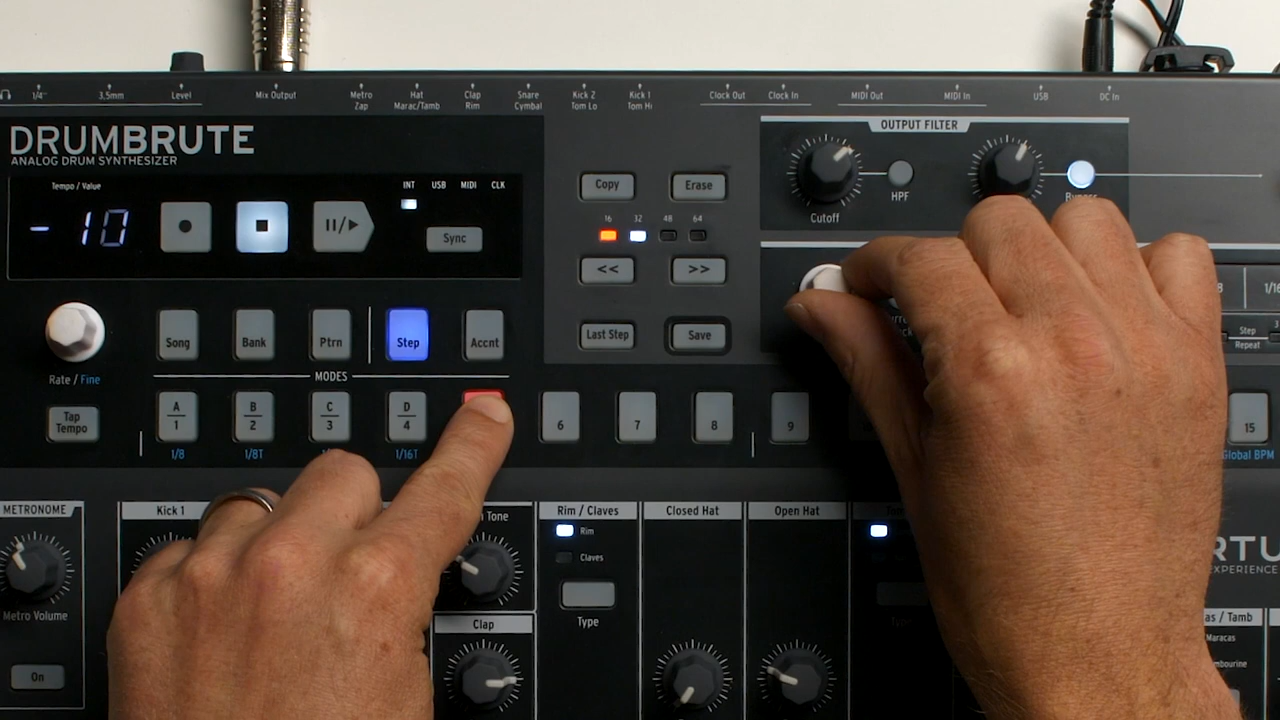 1/4" 3,5mm Level Mix Output Metro Zap Hat Marac/Tamb Clap Rim Snare Cymbal Kick 2 Tom Lo Kick 1 Tom Hi Clock Out Clock In MIDI Out MIDI In USB DC In
DRUMBRUTE
ANALOG DRUM SYNTHESIZER
OUTPUT FILTER
Tempo / Value
INT USB MIDI CLK
-10
Sync
Copy Erase
16 32 48 64
<< >>
Last Step Save
Cutoff
HPF
Rate / Fine
Song Bank Ptrn Step Accnt
MODES
Step
Repeat
Tap
Tempo
A B C D
1 2 3 4 6 7 8 9 15
1/8 1/8T 1/16T Global BPM
METRONOME
Metro Volume
On
Kick 1
Tone
Clap
Rim / Claves
Rim
Claves
Type
Closed Hat
Open Hat
/ Tamb
Maracas